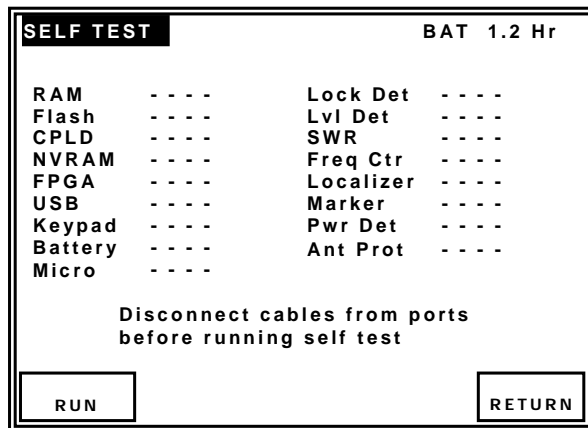 SELF TEST BAT 1.2 Hr
RAM - - - - Lock Det - - - -
Flash - - - - Lvl Det - - - -
CPLD - - - - SWR - - - -
NVRAM - - - - Freq Ctr - - - -
FPGA - - - - Localizer - - - -
USB - - - - Marker - - - -
Keypad - - - - Pwr Det - - - -
Battery - - - - Ant Prot - - - -
Micro - - - -
Disconnect cables from ports
before running self test
RUN RETURN